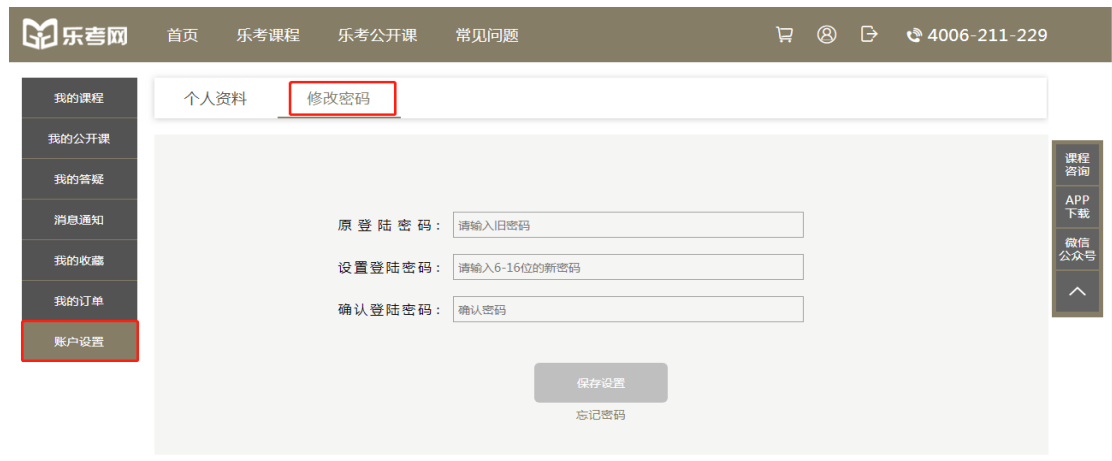 乐考网
首页 乐考课程 乐考公开课 常见问题 4006-211-229
我的课程
我的公开课
我的答疑
消息通知
我的收藏
我的订单
账户设置
个人资料 修改密码
原登陆密码: 请输入旧密码
设置登陆密码: 请输入6-16位的新密码
确认登陆密码: 确认密码
保存设置
忘记密码
课程
咨询
APP
下载
微信
公众号